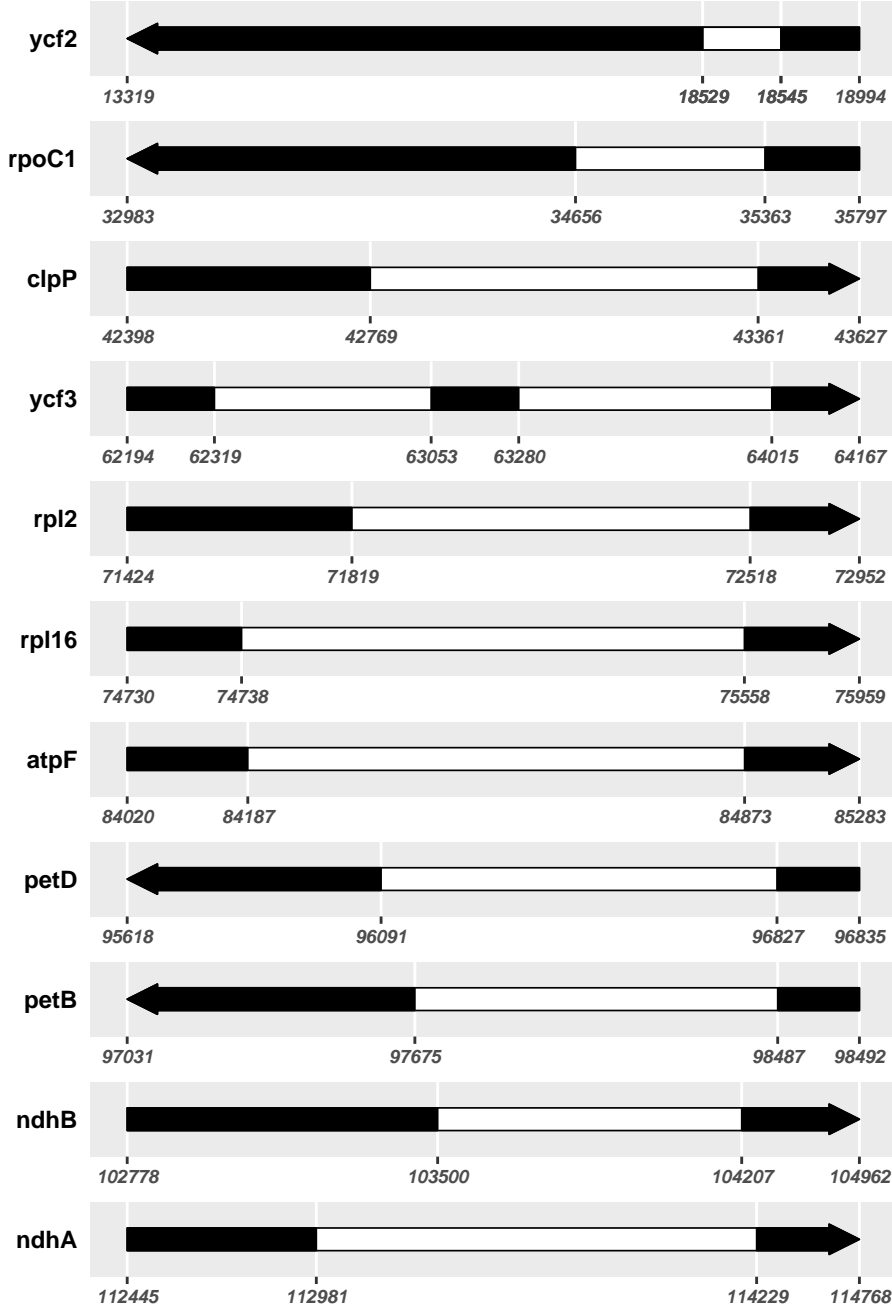 ycf2
13319 18529 18545 18994
rpoC1
32983 34656 35363 35797
clpP
42398 42769 43361 43627
ycf3
62194 62319 63053 63280 64015 64167
rpl2
71424 71819 72518 72952
rpl16
74730 74738 75558 75959
atpF
84020 84187 84873 85283
petD
95618 96091 96827 96835
petB
97031 97675 98487 98492
ndhB
102778 103500 104207 104962
ndhA
112445 112981 114229 114768